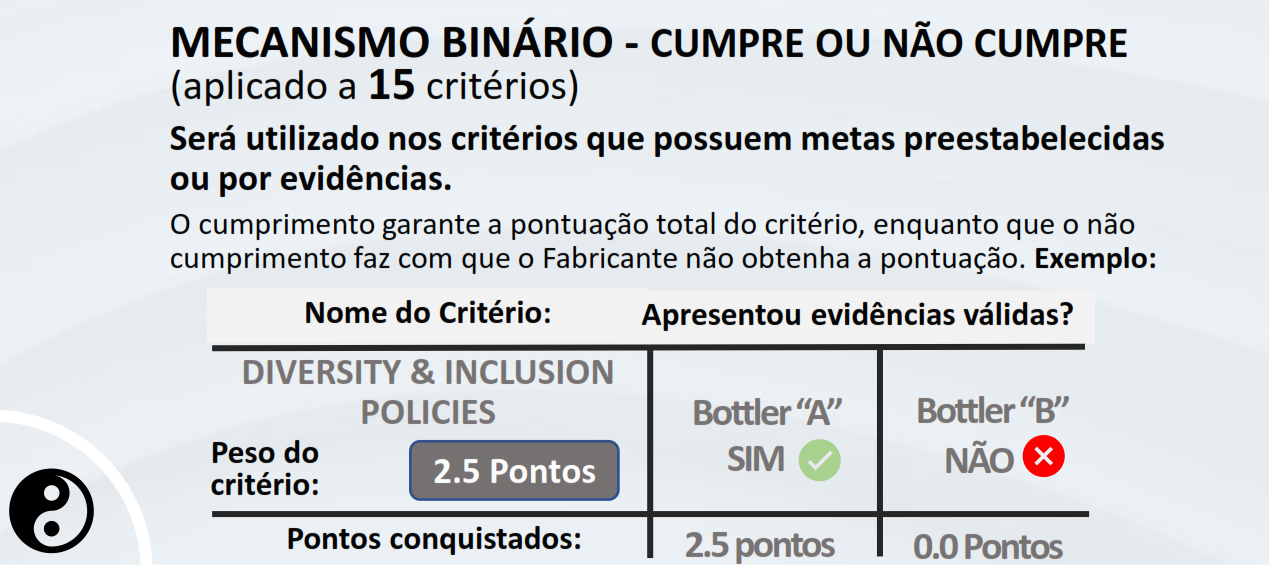 MECANISMO BINÁRIO - CUMPRE OU NÃO CUMPRE
(aplicado a 15 critérios)
Será utilizado nos critérios que possuem metas preestabelecidas
ou por evidências.
O cumprimento garante a pontuação total do critério, enquanto que o não
cumprimento faz com que o Fabricante não obtenha a pontuação. Exemplo:
Nome do Critério:
Apresentou evidências válidas?
DIVERSITY & INCLUSION
POLICIES
Peso do
critério:
2.5 Pontos
Bottler “A”
SIM
Bottler “B”
NÃO
Pontos conquistados:
2.5 pontos
0.0 Pontos